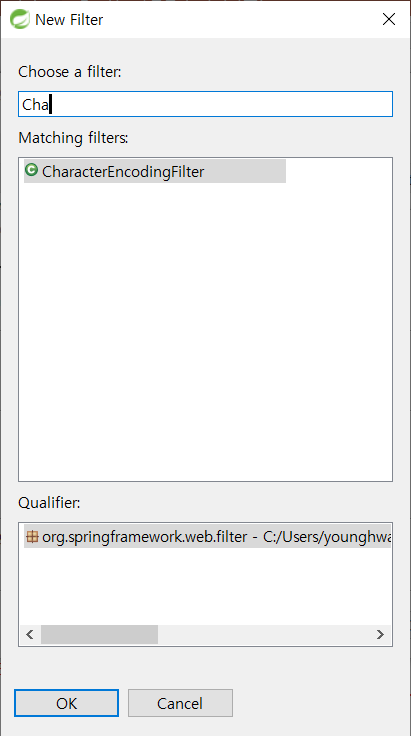 New Filter
Choose a filter:
Cha
Matching filters:
CharacterEncodingFilter
Qualifier:
org.springframework.web.filter - C:/Users/younghwa
OK
Cancel